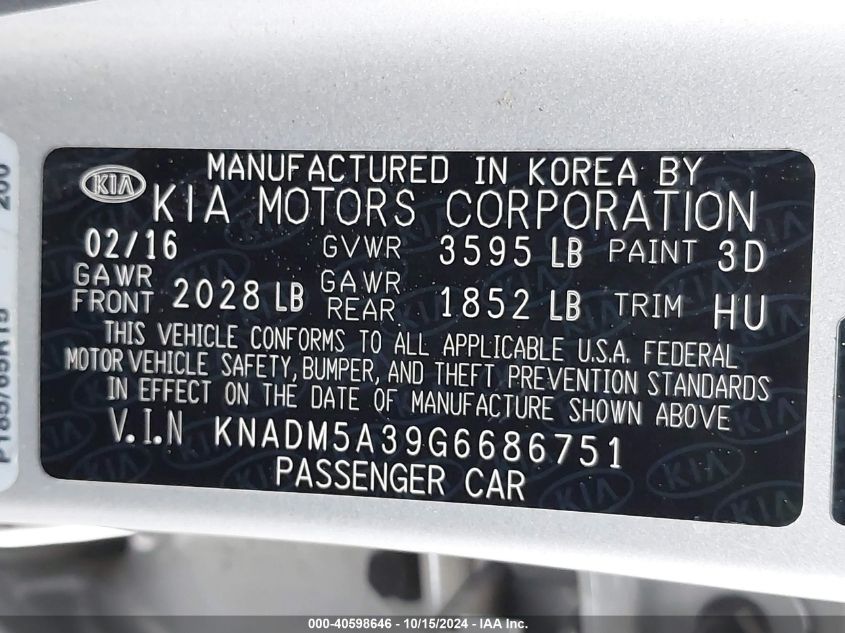 MANUFACTURED IN KOREA BY
KIA KIA MOTORS CORPORATION
02/16 GVWR 3595 LB PAINT 3D
GAWR FRONT 2028 LB GAWR REAR 1852 LB TRIM HU
THIS VEHICLE CONFORMS TO ALL APPLICABLE U.S.A. FEDERAL
MOTOR VEHICLE SAFETY, BUMPER, AND THEFT PREVENTION STANDARDS
IN EFFECT ON THE DATE OF MANUFACTURE SHOWN ABOVE
V.I.N KNADM5A39G6686751
PASSENGER CAR
P185/65R15
000-40598646 - 10/15/2024 - IAA Inc.